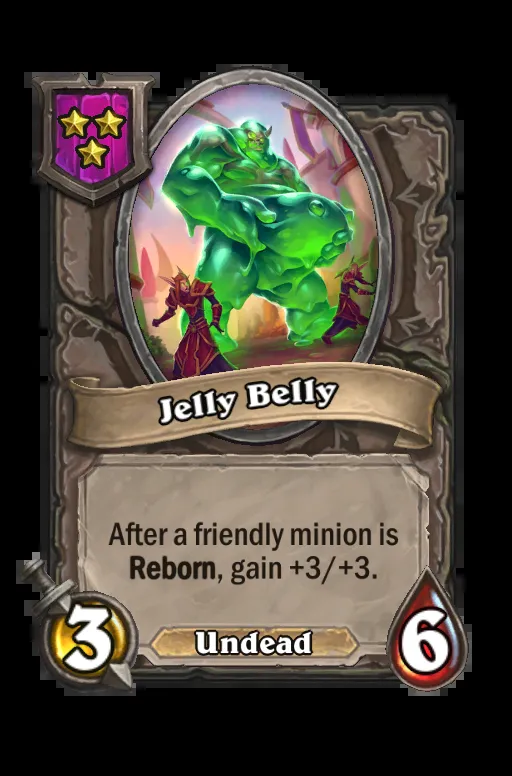 Jelly Belly
After a friendly minion is
Reborn, gain +3/+3.
3
Undead
6